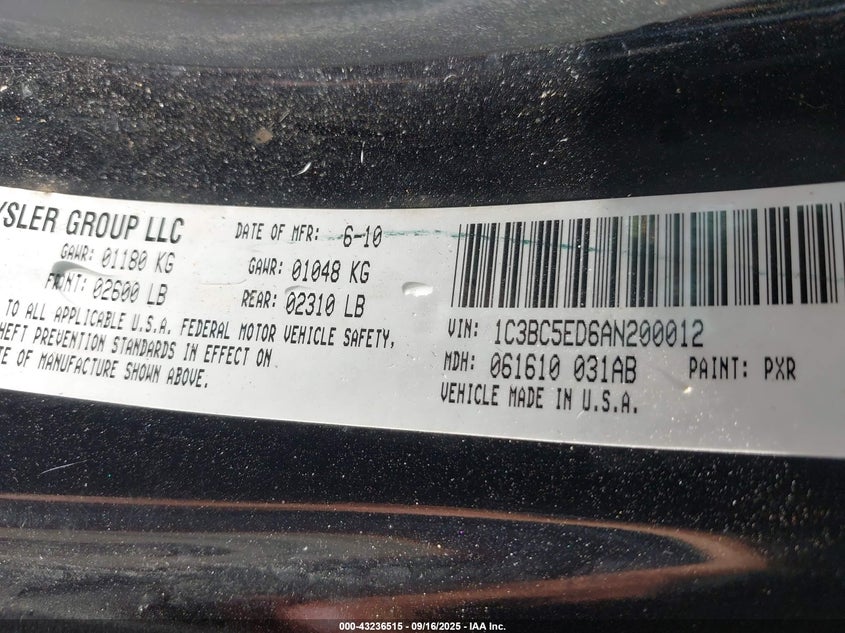 YSLER GROUP LLC
DATE OF MFR: 6-10
GAWR: 01180 KG
GAWR: 01048 KG
FRONT: 02600 LB
REAR: 02310 LB
TO ALL APPLICABLE U.S.A. FEDERAL MOTOR VEHICLE SAFETY,
HEFT PREVENTION STANDARDS IN EFFECT ON
TE OF MANUFACTURE SHOWN ABOVE.
VIN: 1C3BC5ED6AN200012
MDH: 061610 031AB PAINT: PXR
VEHICLE MADE IN U.S.A.
000-43236515 - 09/16/2025 - IAA Inc.